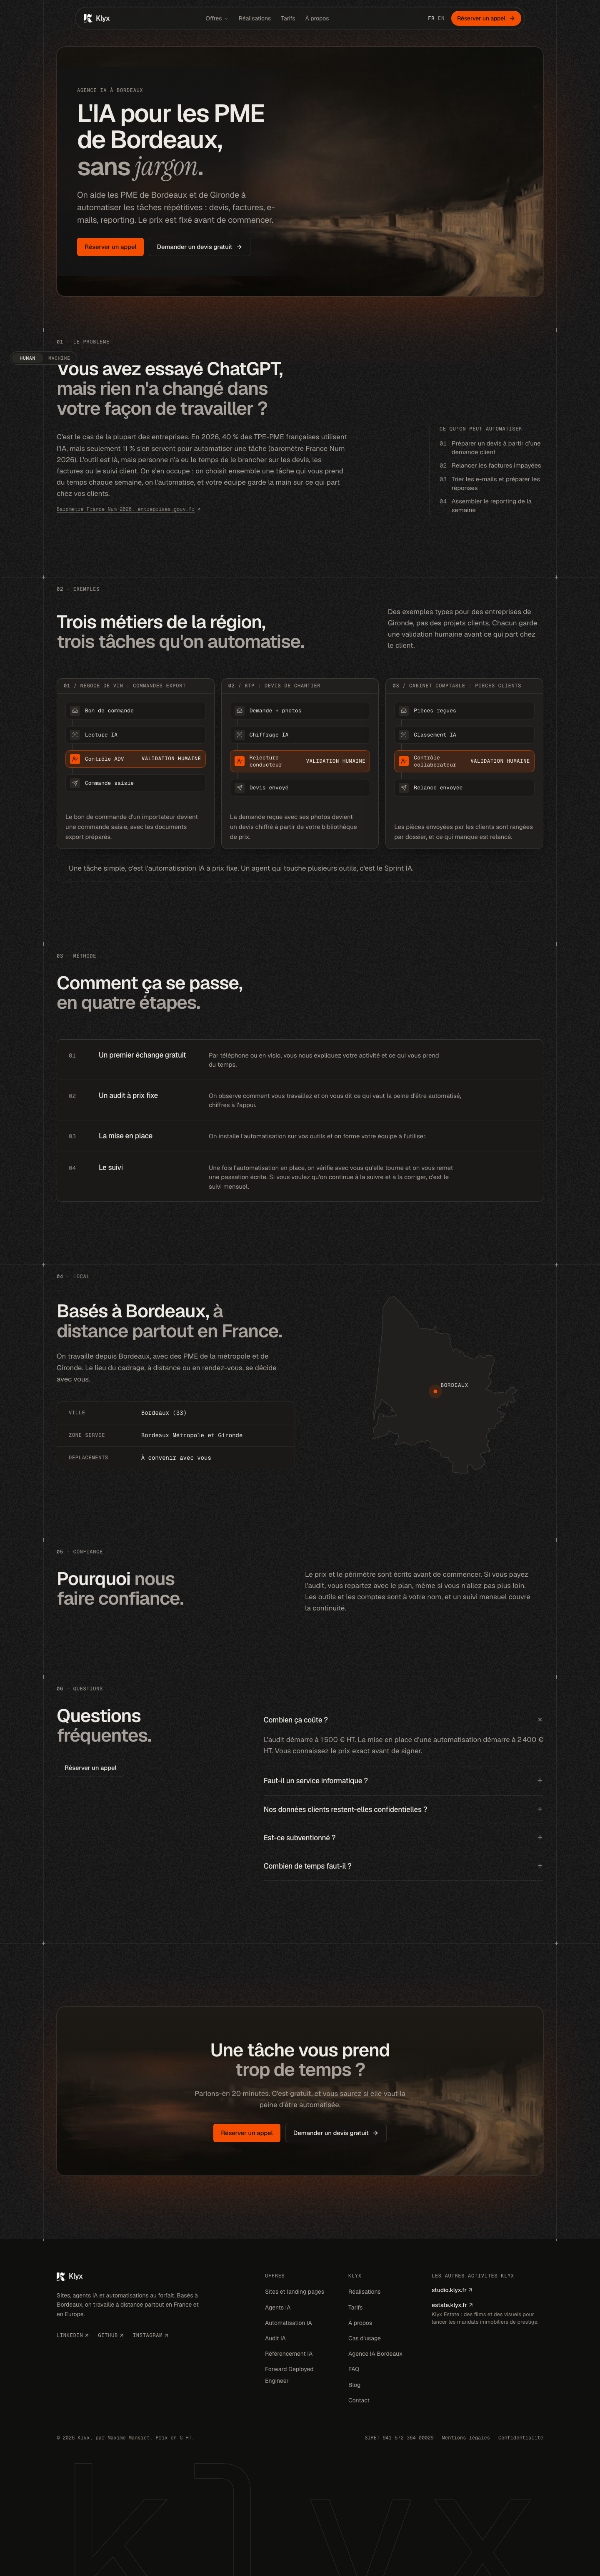 Klyx
Offres
Réalisations
Tarifs
À propos
FR EN
Réserver un appel →
AGENCE IA À BORDEAUX
L'IA pour les PME
de Bordeaux,
sans jargon.
On aide les PME de Bordeaux et de Gironde à
automatiser les tâches répétitives : devis, factures, e-
mails, reporting. Le prix est fixé avant de commencer.
Réserver un appel
Demander un devis gratuit →
01 · LE PROBLÈME
HUMAN MACHINE
Vous avez essayé ChatGPT,
mais rien n'a changé dans
votre façon de travailler ?
C'est le cas de la plupart des entreprises. En 2026, 40 % des TPE-PME françaises utilisent
l'IA, mais seulement 11 % s'en servent pour automatiser une tâche (baromètre France Num
2026). L'outil est là, mais personne n'a eu le temps de le brancher sur les devis, les
factures ou le suivi client. On s'en occupe : on choisit ensemble une tâche qui vous prend
du temps chaque semaine, on l'automatise, et votre équipe garde la main sur ce qui part
chez vos clients.
Baromètre France Num 2026, entreprises.gouv.fr ↗
CE QU'ON PEUT AUTOMATISER
01 Préparer un devis à partir d'une
demande client
02 Relancer les factures impayées
03 Trier les e-mails et préparer les
réponses
04 Assembler le reporting de la
semaine
02 · EXEMPLES
Trois métiers de la région,
trois tâches qu'on automatise.
Des exemples types pour des entreprises de
Gironde, pas des projets clients. Chacun garde
une validation humaine avant ce qui part chez
le client.
01 / NÉGOCE DE VIN : COMMANDES EXPORT
Bon de commande
Lecture IA
Contrôle ADV VALIDATION HUMAINE
Commande saisie
Le bon de commande d'un importateur devient
une commande saisie, avec les documents
export préparés.
02 / BTP : DEVIS DE CHANTIER
Demande + photos
Chiffrage IA
Relecture
conducteur VALIDATION HUMAINE
Devis envoyé
La demande reçue avec ses photos devient
un devis chiffré à partir de votre bibliothèque
de prix.
03 / CABINET COMPTABLE : PIÈCES CLIENTS
Pièces reçues
Classement IA
Contrôle
collaborateur VALIDATION HUMAINE
Relance envoyée
Les pièces envoyées par les clients sont rangées
par dossier, et ce qui manque est relancé.
Une tâche simple, c'est l'automatisation IA à prix fixe. Un agent qui touche plusieurs outils, c'est le Sprint IA.
03 · MÉTHODE
Comment ça se passe,
en quatre étapes.
01 Un premier échange gratuit
Par téléphone ou en visio, vous nous expliquez votre activité et ce qui vous prend
du temps.
02 Un audit à prix fixe
On observe comment vous travaillez et on vous dit ce qui vaut la peine d'être automatisé,
chiffres à l'appui.
03 La mise en place
On installe l'automatisation sur vos outils et on forme votre équipe à l'utiliser.
04 Le suivi
Une fois l'automatisation en place, on vérifie avec vous qu'elle tourne et on vous remet
une passation écrite. Si vous voulez qu'on continue à la suivre et à la corriger, c'est le
suivi mensuel.
04 · LOCAL
Basés à Bordeaux, à
distance partout en France.
On travaille depuis Bordeaux, avec des PME de la métropole et de
Gironde. Le lieu du cadrage, à distance ou en rendez-vous, se décide
avec vous.
VILLE Bordeaux (33)
ZONE SERVIE Bordeaux Métropole et Gironde
DÉPLACEMENTS À convenir avec vous
BORDEAUX
05 · CONFIANCE
Pourquoi nous
faire confiance.
Le prix et le périmètre sont écrits avant de commencer. Si vous payez
l'audit, vous repartez avec le plan, même si vous n'allez pas plus loin.
Les outils et les comptes sont à votre nom, et un suivi mensuel couvre
la continuité.
06 · QUESTIONS
Questions
fréquentes.
Réserver un appel
Combien ça coûte ?
L'audit démarre à 1 500 € HT. La mise en place d'une automatisation démarre à 2 400 €
HT. Vous connaissez le prix exact avant de signer.
Faut-il un service informatique ?
Nos données clients restent-elles confidentielles ?
Est-ce subventionné ?
Combien de temps faut-il ?
Une tâche vous prend
trop de temps ?
Parlons-en 20 minutes. C'est gratuit, et vous saurez si elle vaut la
peine d'être automatisée.
Réserver un appel
Demander un devis gratuit →
Klyx
Sites, agents IA et automatisations au forfait. Basés à
Bordeaux, on travaille à distance partout en France et
en Europe.
LINKEDIN ↗ GITHUB ↗ INSTAGRAM ↗
OFFRES
Sites et landing pages
Agents IA
Automatisation IA
Audit IA
Référencement IA
Forward Deployed
Engineer
KLYX
Réalisations
Tarifs
À propos
Cas d'usage
Agence IA Bordeaux
FAQ
Blog
Contact
LES AUTRES ACTIVITÉS KLYX
studio.klyx.fr ↗
estate.klyx.fr ↗
Klyx Estate : des films et des visuels pour
lancer les mandats immobiliers de prestige.
© 2026 Klyx, par Maxime Mansiet. Prix en € HT.
SIRET 941 572 364 00029 Mentions légales Confidentialité
klyx